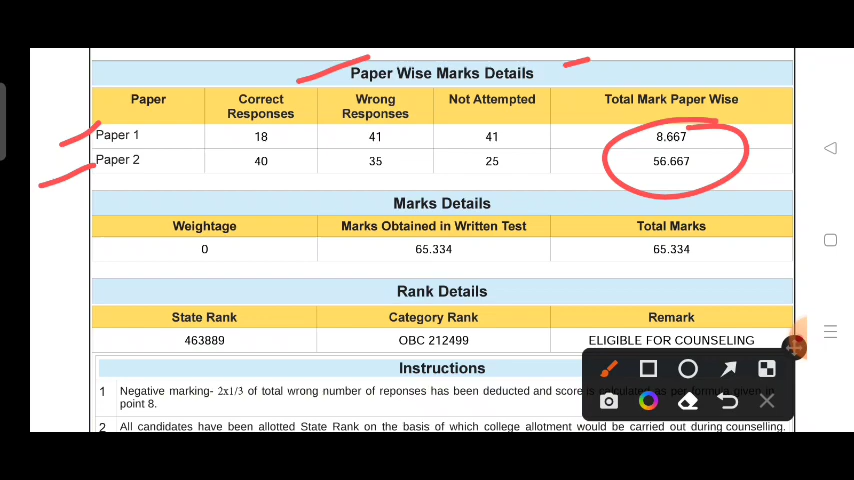 Paper Wise Marks Details
Paper Correct Responses Wrong Responses Not Attempted Total Mark Paper Wise
Paper 1 18 41 41 8.667
Paper 2 40 35 25 56.667
Marks Details
Weightage Marks Obtained in Written Test Total Marks
0 65.334 65.334
Rank Details
State Rank Category Rank Remark
463889 OBC 212499 ELIGIBLE FOR COUNSELING
Instructions
1 Negative marking- 2x1/3 of total wrong number of reponses has been deducted and score is calculated as per formula given in
point 8.
2 All candidates have been allotted State Rank on the basis of which college allotment would be carried out during counselling.